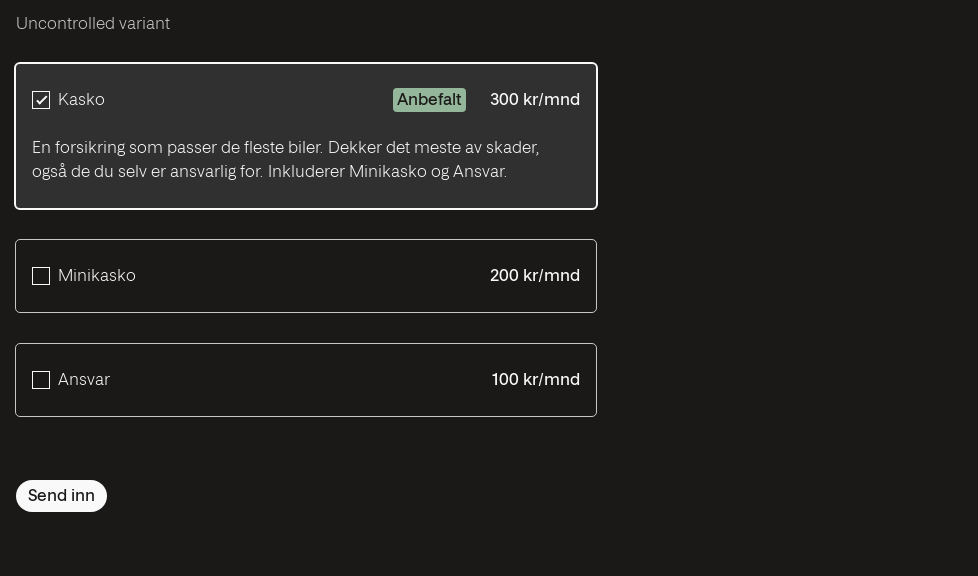 Uncontrolled variant
Kasko Anbefalt 300 kr/mnd
En forsikring som passer de fleste biler. Dekker det meste av skader,
også de du selv er ansvarlig for. Inkluderer Minikasko og Ansvar.
Minikasko 200 kr/mnd
Ansvar 100 kr/mnd
Send inn